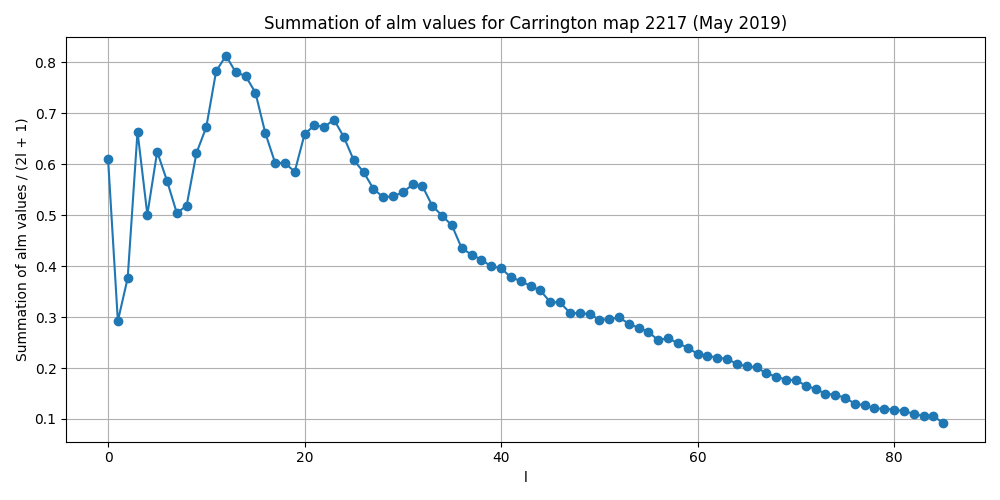 Summation of alm values for Carrington map 2217 (May 2019)
Summation of alm values / (2l + 1)
0.8
0.7
0.6
0.5
0.4
0.3
0.2
0.1
0 20 40 60 80
l